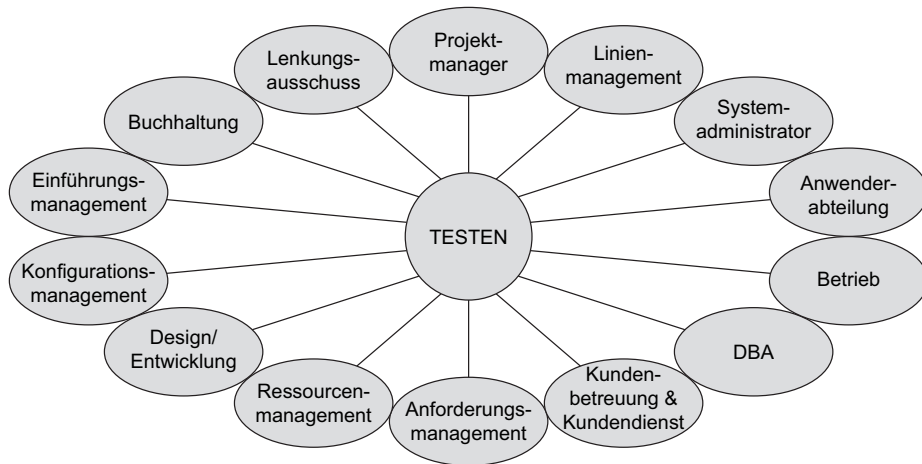 Projekt-
manager
Linien-
management
System-
administrator
Anwender-
abteilung
Betrieb
DBA
Kunden-
betreuung &
Kundendienst
Anforderungs-
management
Ressourcen-
management
Design/
Entwicklung
Konfigurations-
management
Einführungs-
management
Buchhaltung
Lenkungs-
ausschuss
TESTEN